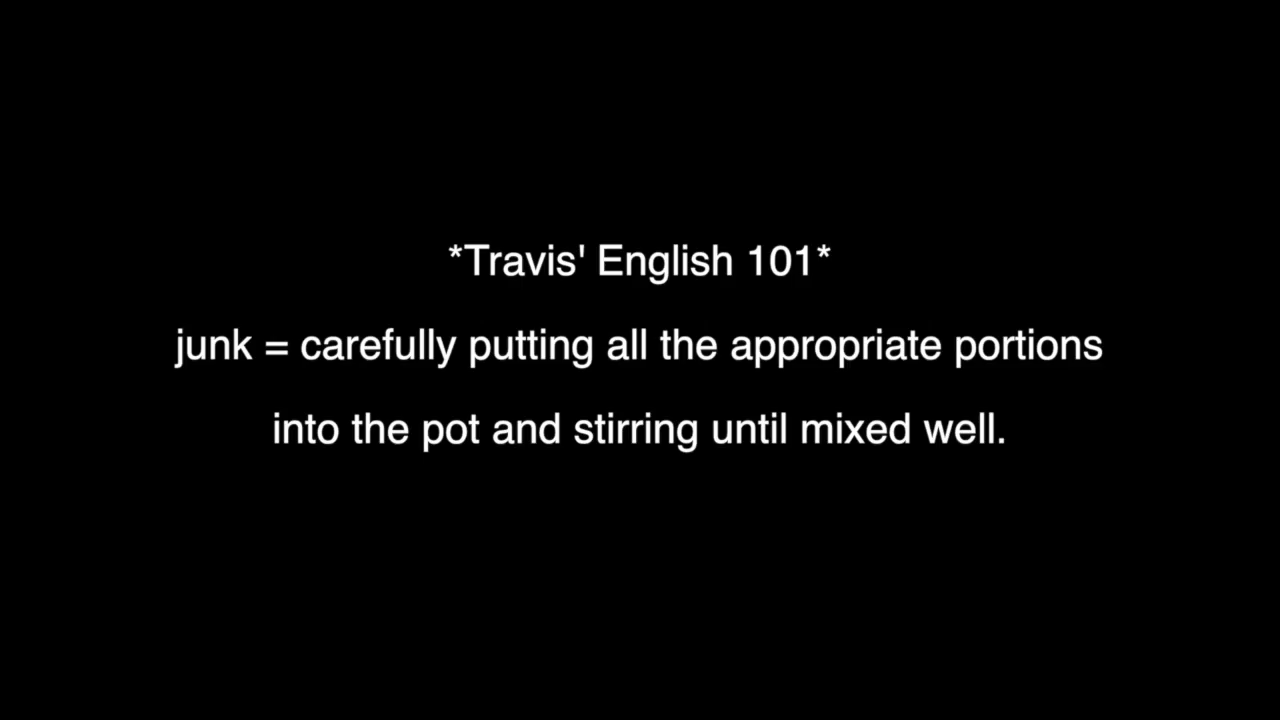 *Travis' English 101*
junk = carefully putting all the appropriate portions
into the pot and stirring until mixed well.